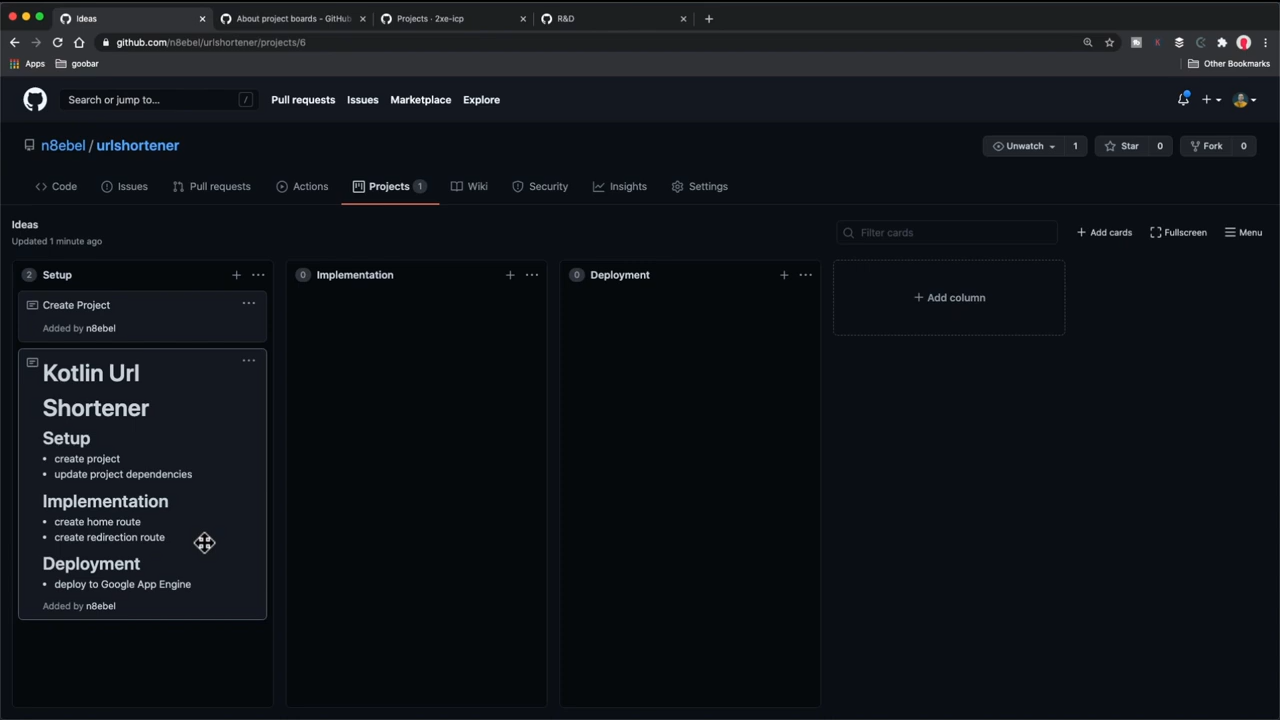 Ideas
About project boards - GitHub
Projects · 2xe-icp
R&D
github.com/n8ebel/urlshortener/projects/6
Apps
goobar
Other Bookmarks
Search or jump to...
/
Pull requests
Issues
Marketplace
Explore
n8ebel / urlshortener
Unwatch
1
Star
0
Fork
0
Code
Issues
Pull requests
Actions
Projects 1
Wiki
Security
Insights
Settings
Ideas
Updated 1 minute ago
Filter cards
Add cards
Fullscreen
Menu
2 Setup
0 Implementation
0 Deployment
Add column
Create Project
Added by n8ebel
Kotlin Url
Shortener
Setup
• create project
• update project dependencies
Implementation
• create home route
• create redirection route
Deployment
• deploy to Google App Engine
Added by n8ebel